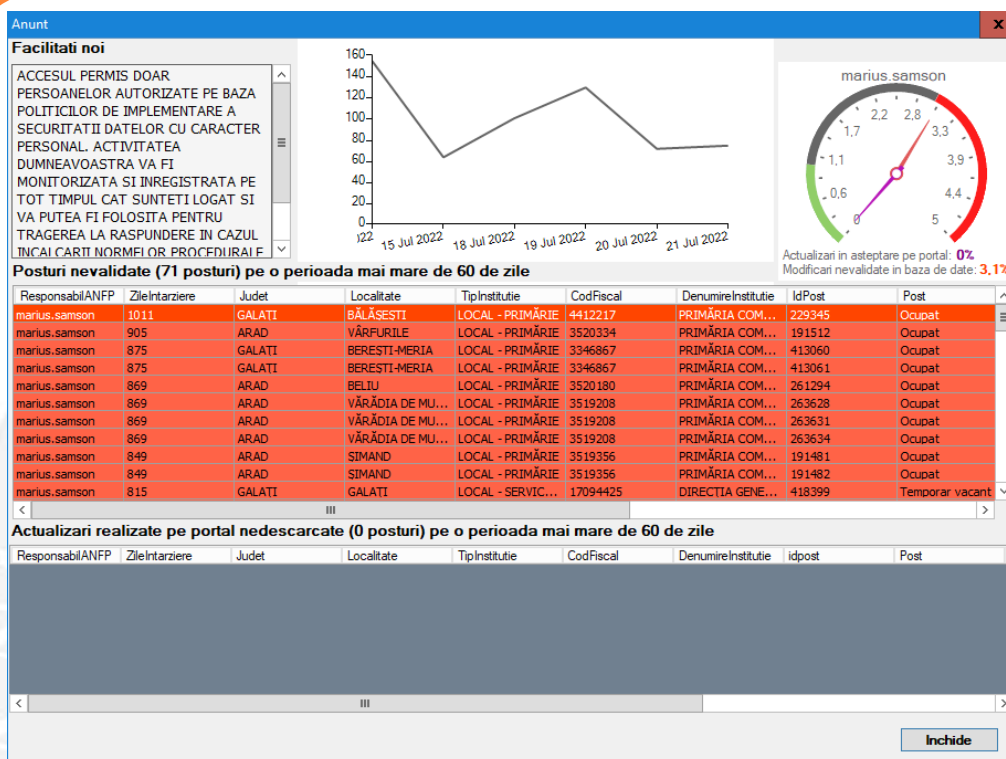 Anunt
x
Facilitati noi
ACCESUL PERMIS DOAR
PERSOANELOR AUTORIZATE PE BAZA
POLITICILOR DE IMPLEMENTARE A
SECURITATII DATELOR CU CARACTER
PERSONAL. ACTIVITATEA
DUMNEAVOASTRA VA FI
MONITORIZATA SI INREGISTRATA PE
TOT TIMPUL CAT SUNTETI LOGAT SI
VA PUTEA FI FOLOSITA PENTRU
TRAGEREA LA RASPUNDERE IN CAZUL
INCALCARII NORMELOR PROCEDURALE
160
140
120
100
80
60
40
20
0
022 15 Jul 2022 18 Jul 2022 19 Jul 2022 20 Jul 2022 21 Jul 2022
marius.samson
0 0,6 1,1 1,7 2,2 2,8 3,3 3,9 4,4 5
Actualizari in asteptare pe portal: 0%
Modificari nevalidate in baza de date: 3,1%
Posturi nevalidate (71 posturi) pe o perioada mai mare de 60 de zile
ResponsabilANFP ZileIntarziere Judet Localitate TipInstitutie CodFiscal DenumireInstitutie IdPost Post
marius.samson 1011 GALAȚI BĂLĂȘEȘTI LOCAL - PRIMĂRIE 4412217 PRIMĂRIA COM... 229345 Ocupat
marius.samson 905 ARAD VÂRFURILE LOCAL - PRIMĂRIE 3520334 PRIMĂRIA COM... 191512 Ocupat
marius.samson 875 GALAȚI BEREȘTI-MERIA LOCAL - PRIMĂRIE 3346867 PRIMĂRIA COM... 413060 Ocupat
marius.samson 875 GALAȚI BEREȘTI-MERIA LOCAL - PRIMĂRIE 3346867 PRIMĂRIA COM... 413061 Ocupat
marius.samson 869 ARAD BELIU LOCAL - PRIMĂRIE 3520180 PRIMĂRIA COM... 261294 Ocupat
marius.samson 869 ARAD VĂRĂDIA DE MU... LOCAL - PRIMĂRIE 3519208 PRIMĂRIA COM... 263628 Ocupat
marius.samson 869 ARAD VĂRĂDIA DE MU... LOCAL - PRIMĂRIE 3519208 PRIMĂRIA COM... 263631 Ocupat
marius.samson 869 ARAD VĂRĂDIA DE MU... LOCAL - PRIMĂRIE 3519208 PRIMĂRIA COM... 263634 Ocupat
marius.samson 849 ARAD ȘIMAND LOCAL - PRIMĂRIE 3519356 PRIMĂRIA COM... 191481 Ocupat
marius.samson 849 ARAD ȘIMAND LOCAL - PRIMĂRIE 3519356 PRIMĂRIA COM... 191482 Ocupat
marius.samson 815 GALAȚI GALAȚI LOCAL - SERVIC... 17094425 DIRECȚIA GENE... 418399 Temporar vacant
Actualizari realizate pe portal nedescarcate (0 posturi) pe o perioada mai mare de 60 de zile
ResponsabilANFP ZileIntarziere Judet Localitate TipInstitutie CodFiscal DenumireInstitutie idpost Post
Inchide